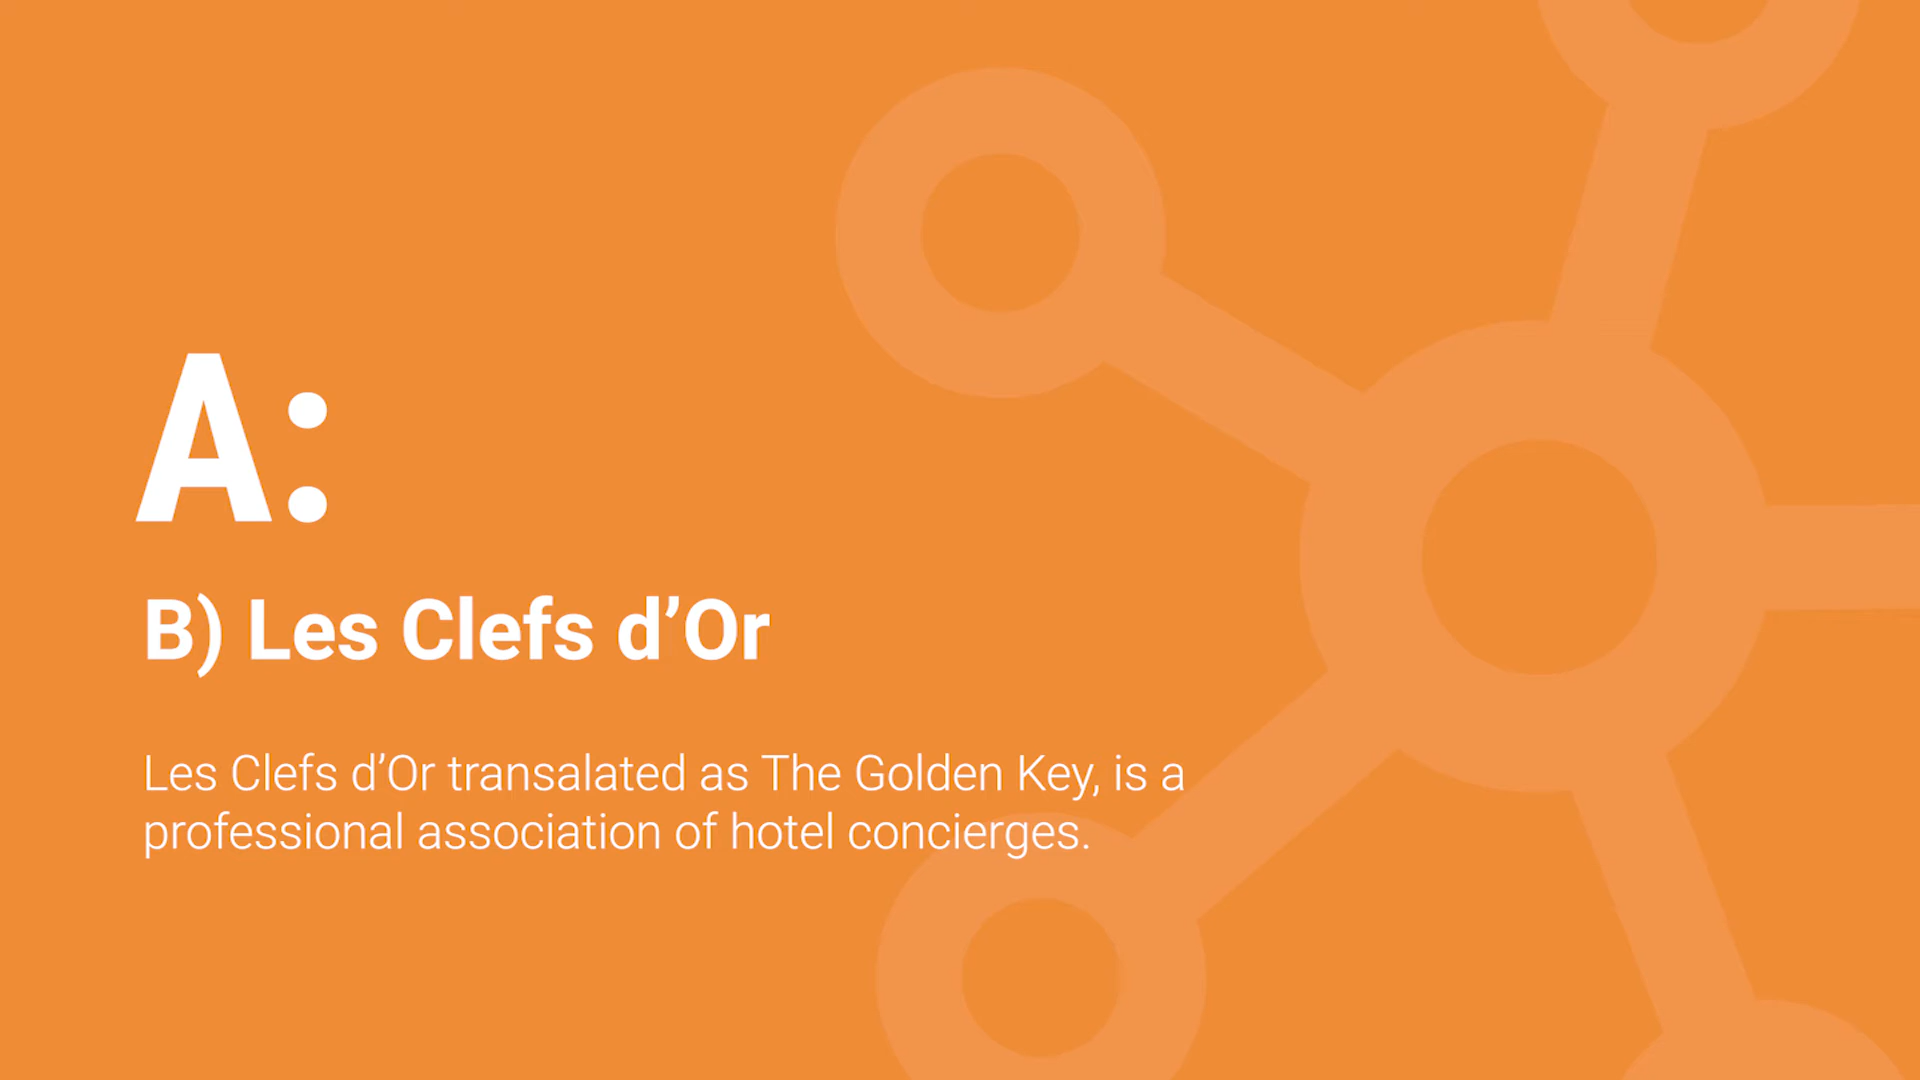 A:
B) Les Clefs d’Or
Les Clefs d’Or transalated as The Golden Key, is a
professional association of hotel concierges.